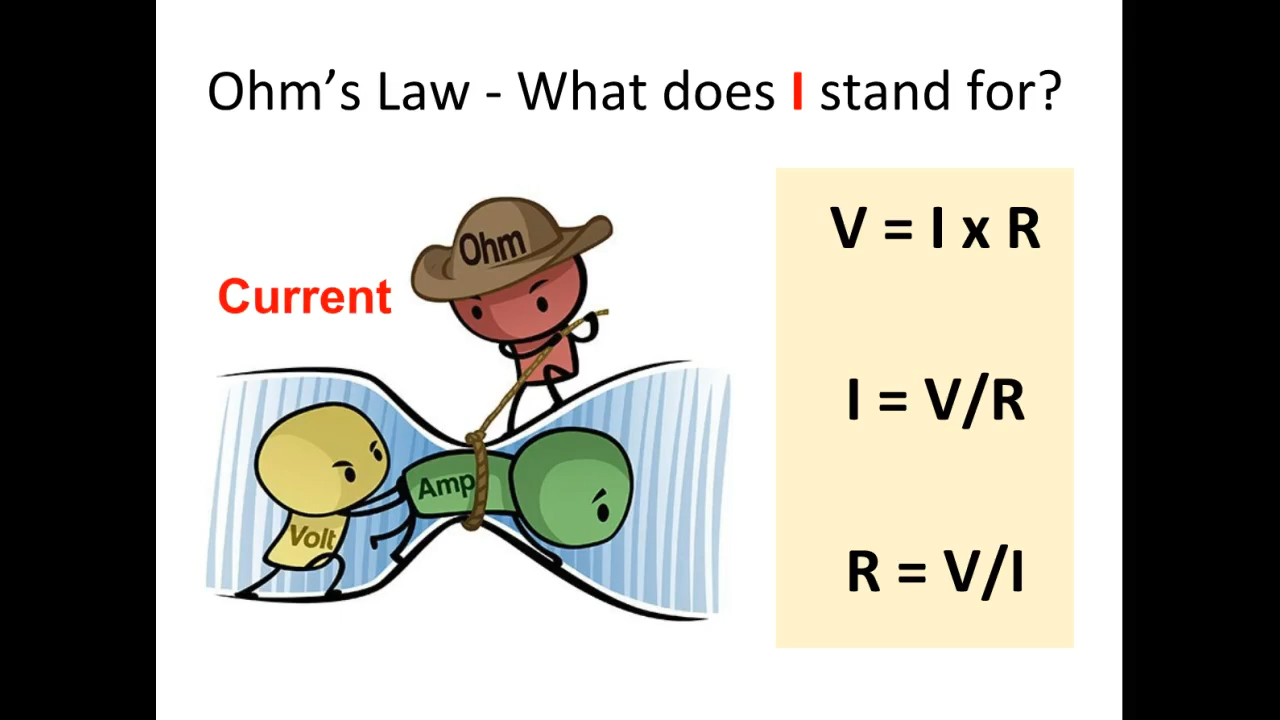 Ohm’s Law - What does I stand for?
Ohm
Current
Amp
Volt
V = I x R
I = V/R
R = V/I